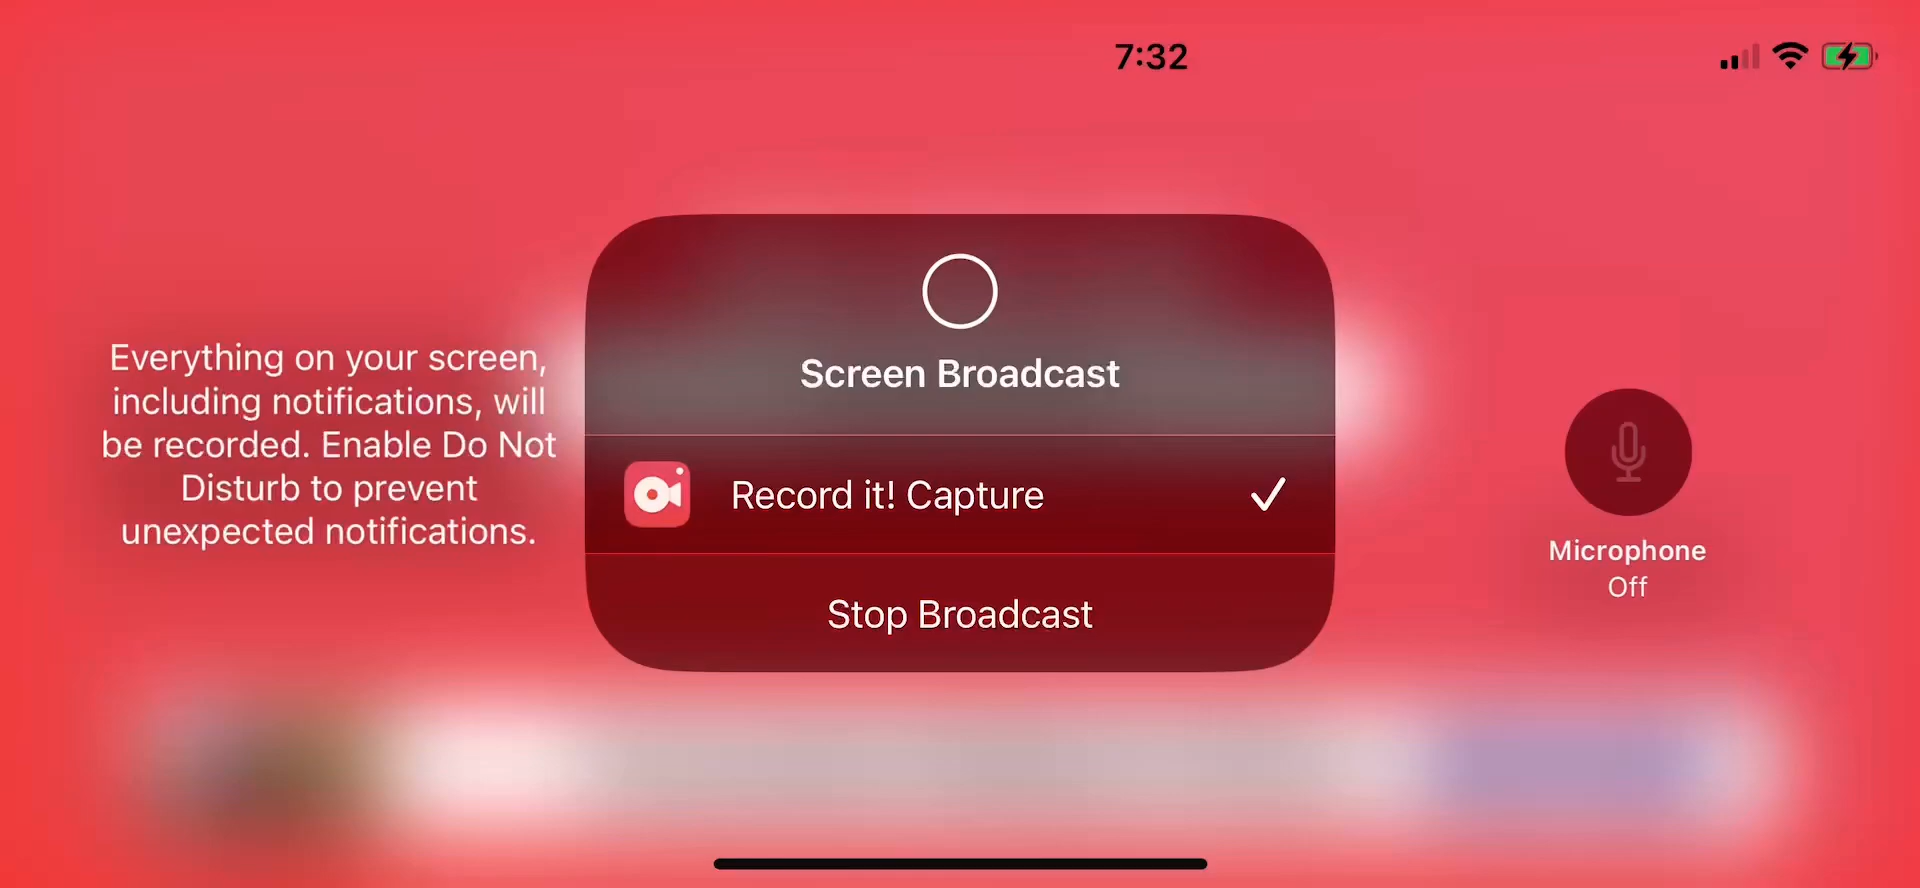 7:32
Everything on your screen,
including notifications, will
be recorded. Enable Do Not
Disturb to prevent
unexpected notifications.
Screen Broadcast
Record it! Capture
Stop Broadcast
Microphone
Off